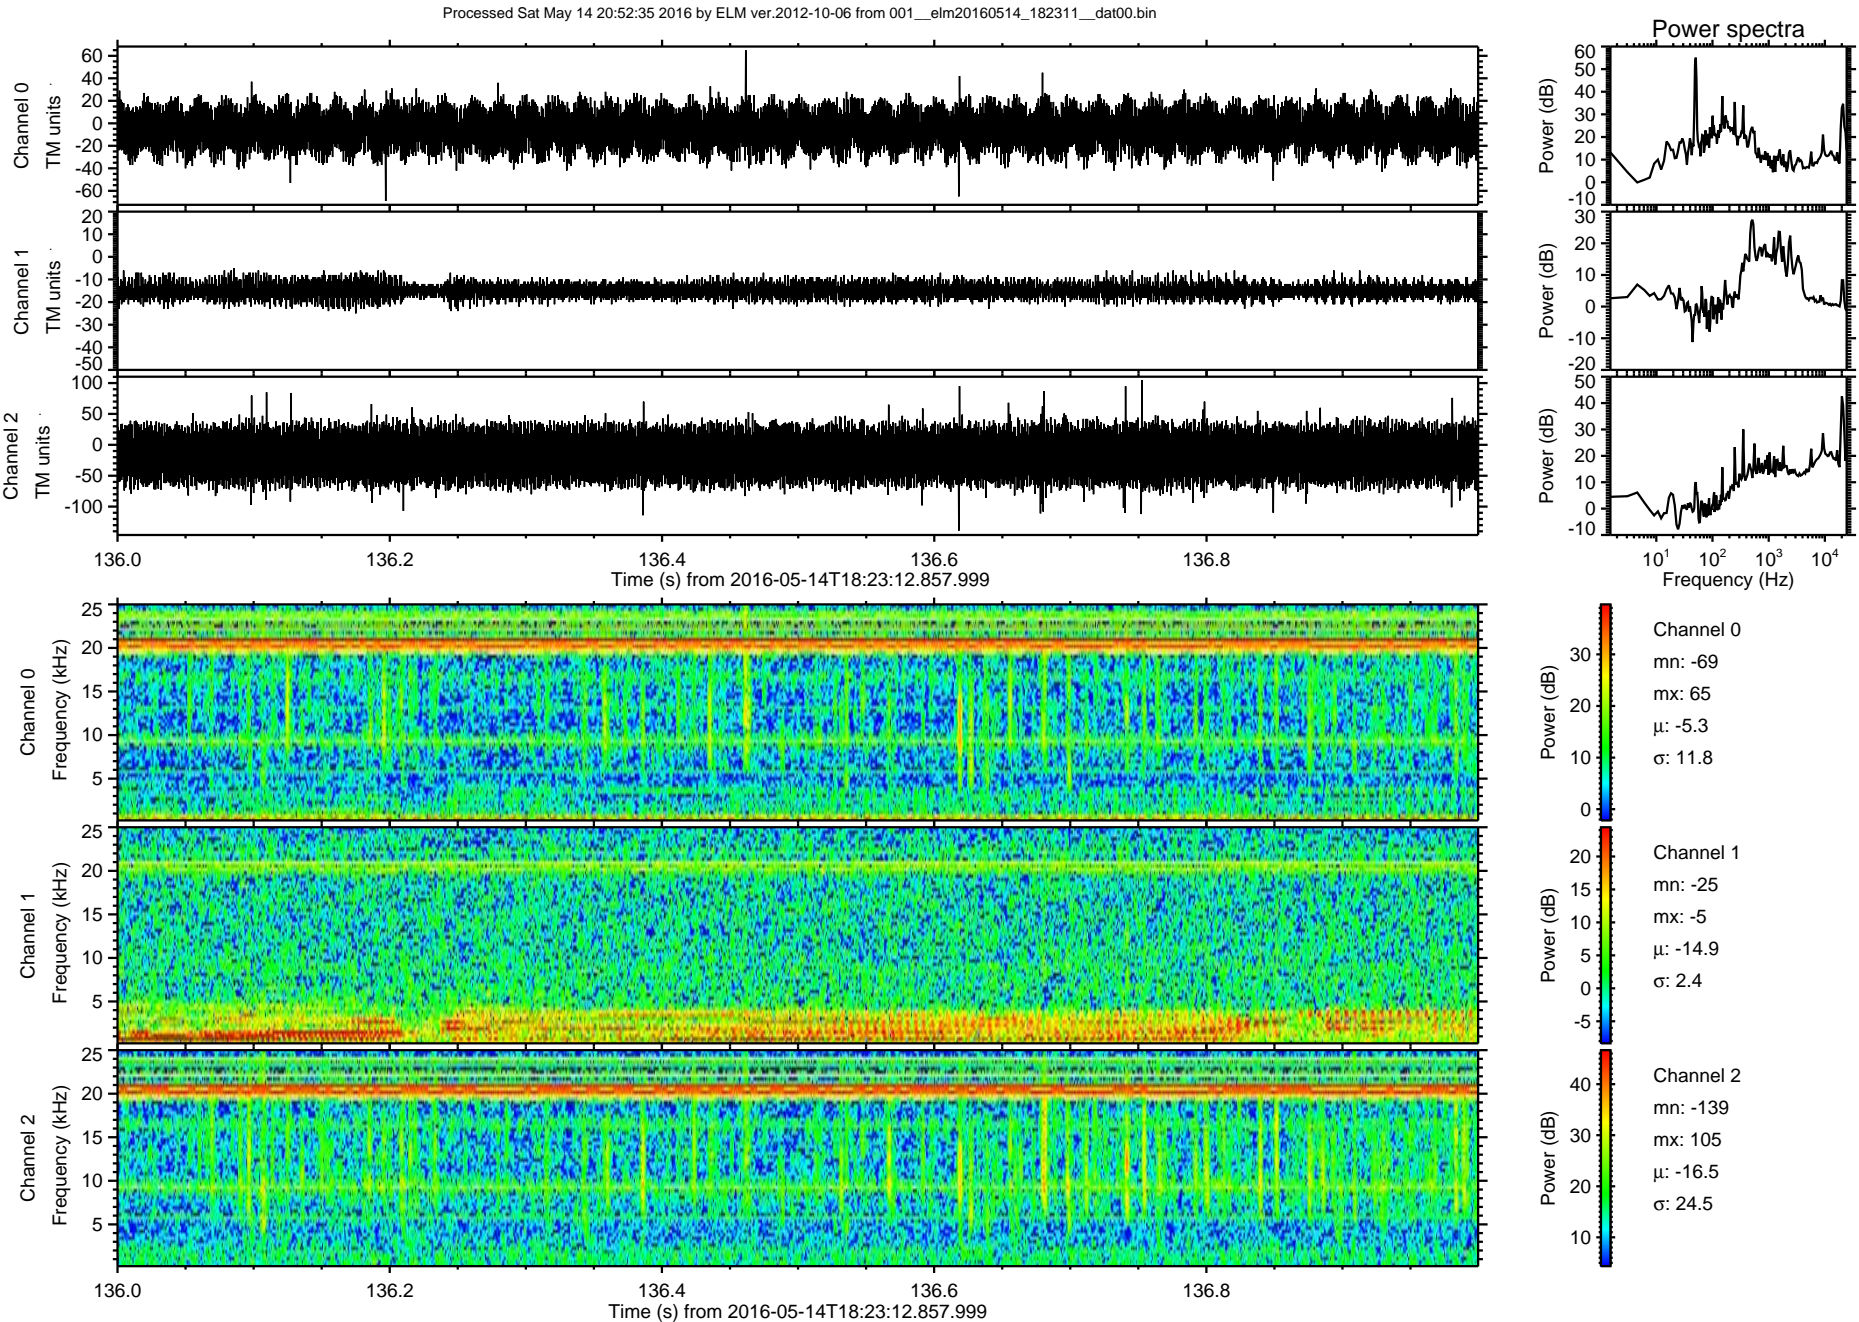 Processed Sat May 14 20:52:35 2016 by ELM ver.2012-10-06 from 001__elm20160514_182311__dat00.bin
Power spectra
Channel 0
TM units
60
40
20
0
-20
-40
-60
Power (dB)
60
50
40
30
20
10
0
-10
Channel 1
TM units
20
10
0
-10
-20
-30
-40
-50
Power (dB)
30
20
10
0
-10
-20
Channel 2
TM units
100
50
0
-50
-100
Power (dB)
50
40
30
20
10
0
-10
136.0 136.2 136.4 136.6 136.8
Time (s) from 2016-05-14T18:23:12.857.999
10^1 10^2 10^3 10^4
Frequency (Hz)
Channel 0
Frequency (kHz)
25
20
15
10
5
Power (dB)
30
20
10
0
Channel 0
mn: -69
mx: 65
μ: -5.3
σ: 11.8
Channel 1
Frequency (kHz)
25
20
15
10
5
Power (dB)
20
15
10
5
0
-5
Channel 1
mn: -25
mx: -5
μ: -14.9
σ: 2.4
Channel 2
Frequency (kHz)
25
20
15
10
5
Power (dB)
40
30
20
10
Channel 2
mn: -139
mx: 105
μ: -16.5
σ: 24.5
136.0 136.2 136.4 136.6 136.8
Time (s) from 2016-05-14T18:23:12.857.999